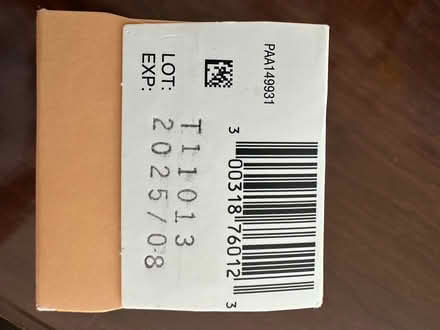 PAA149931
3 00318 76012 3
LOT: T11013
EXP: 2025/08